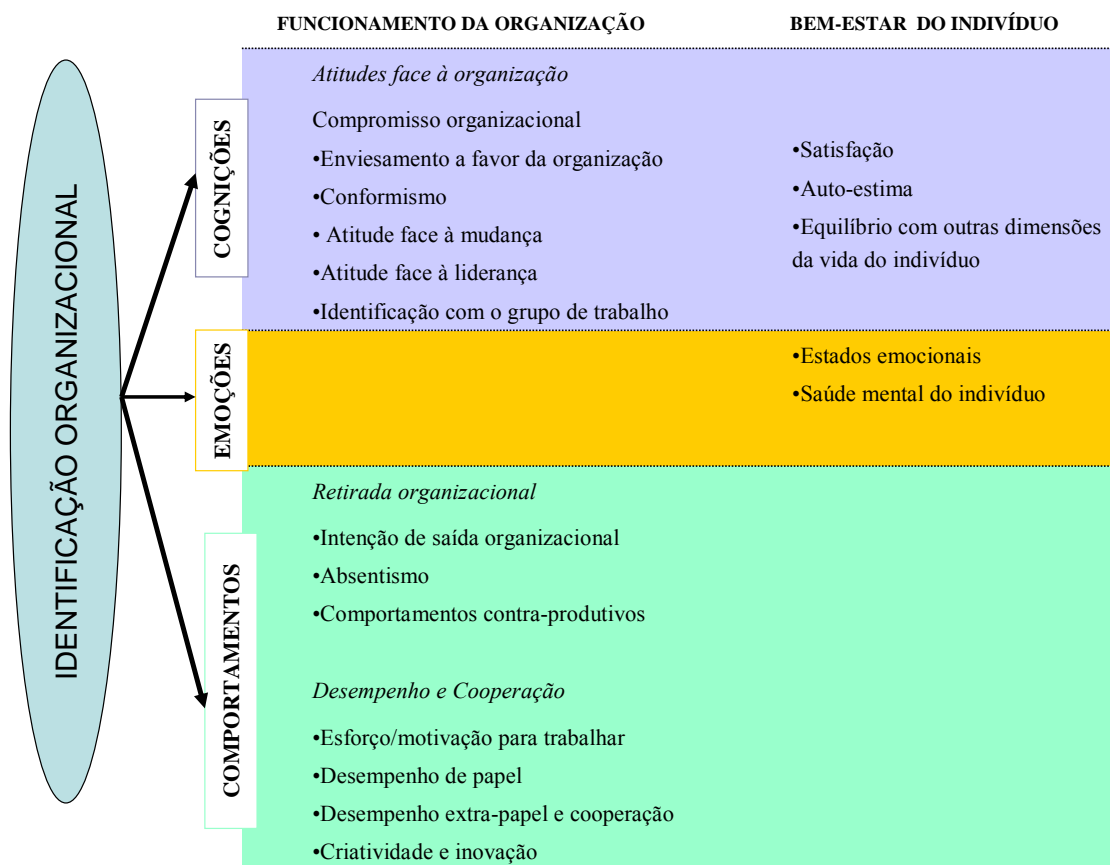 FUNCIONAMENTO DA ORGANIZAÇÃO
BEM-ESTAR DO INDIVÍDUO
IDENTIFICAÇÃO ORGANIZACIONAL
COGNIÇÕES
Atitudes face à organização
Compromisso organizacional
•Enviesamento a favor da organização
•Conformismo
• Atitude face à mudança
•Atitude face à liderança
•Identificação com o grupo de trabalho
•Satisfação
•Auto-estima
•Equilíbrio com outras dimensões
da vida do indivíduo
EMOÇÕES
•Estados emocionais
•Saúde mental do indivíduo
COMPORTAMENTOS
Retirada organizacional
•Intenção de saída organizacional
•Absentismo
•Comportamentos contra-produtivos
Desempenho e Cooperação
•Esforço/motivação para trabalhar
•Desempenho de papel
•Desempenho extra-papel e cooperação
•Criatividade e inovação